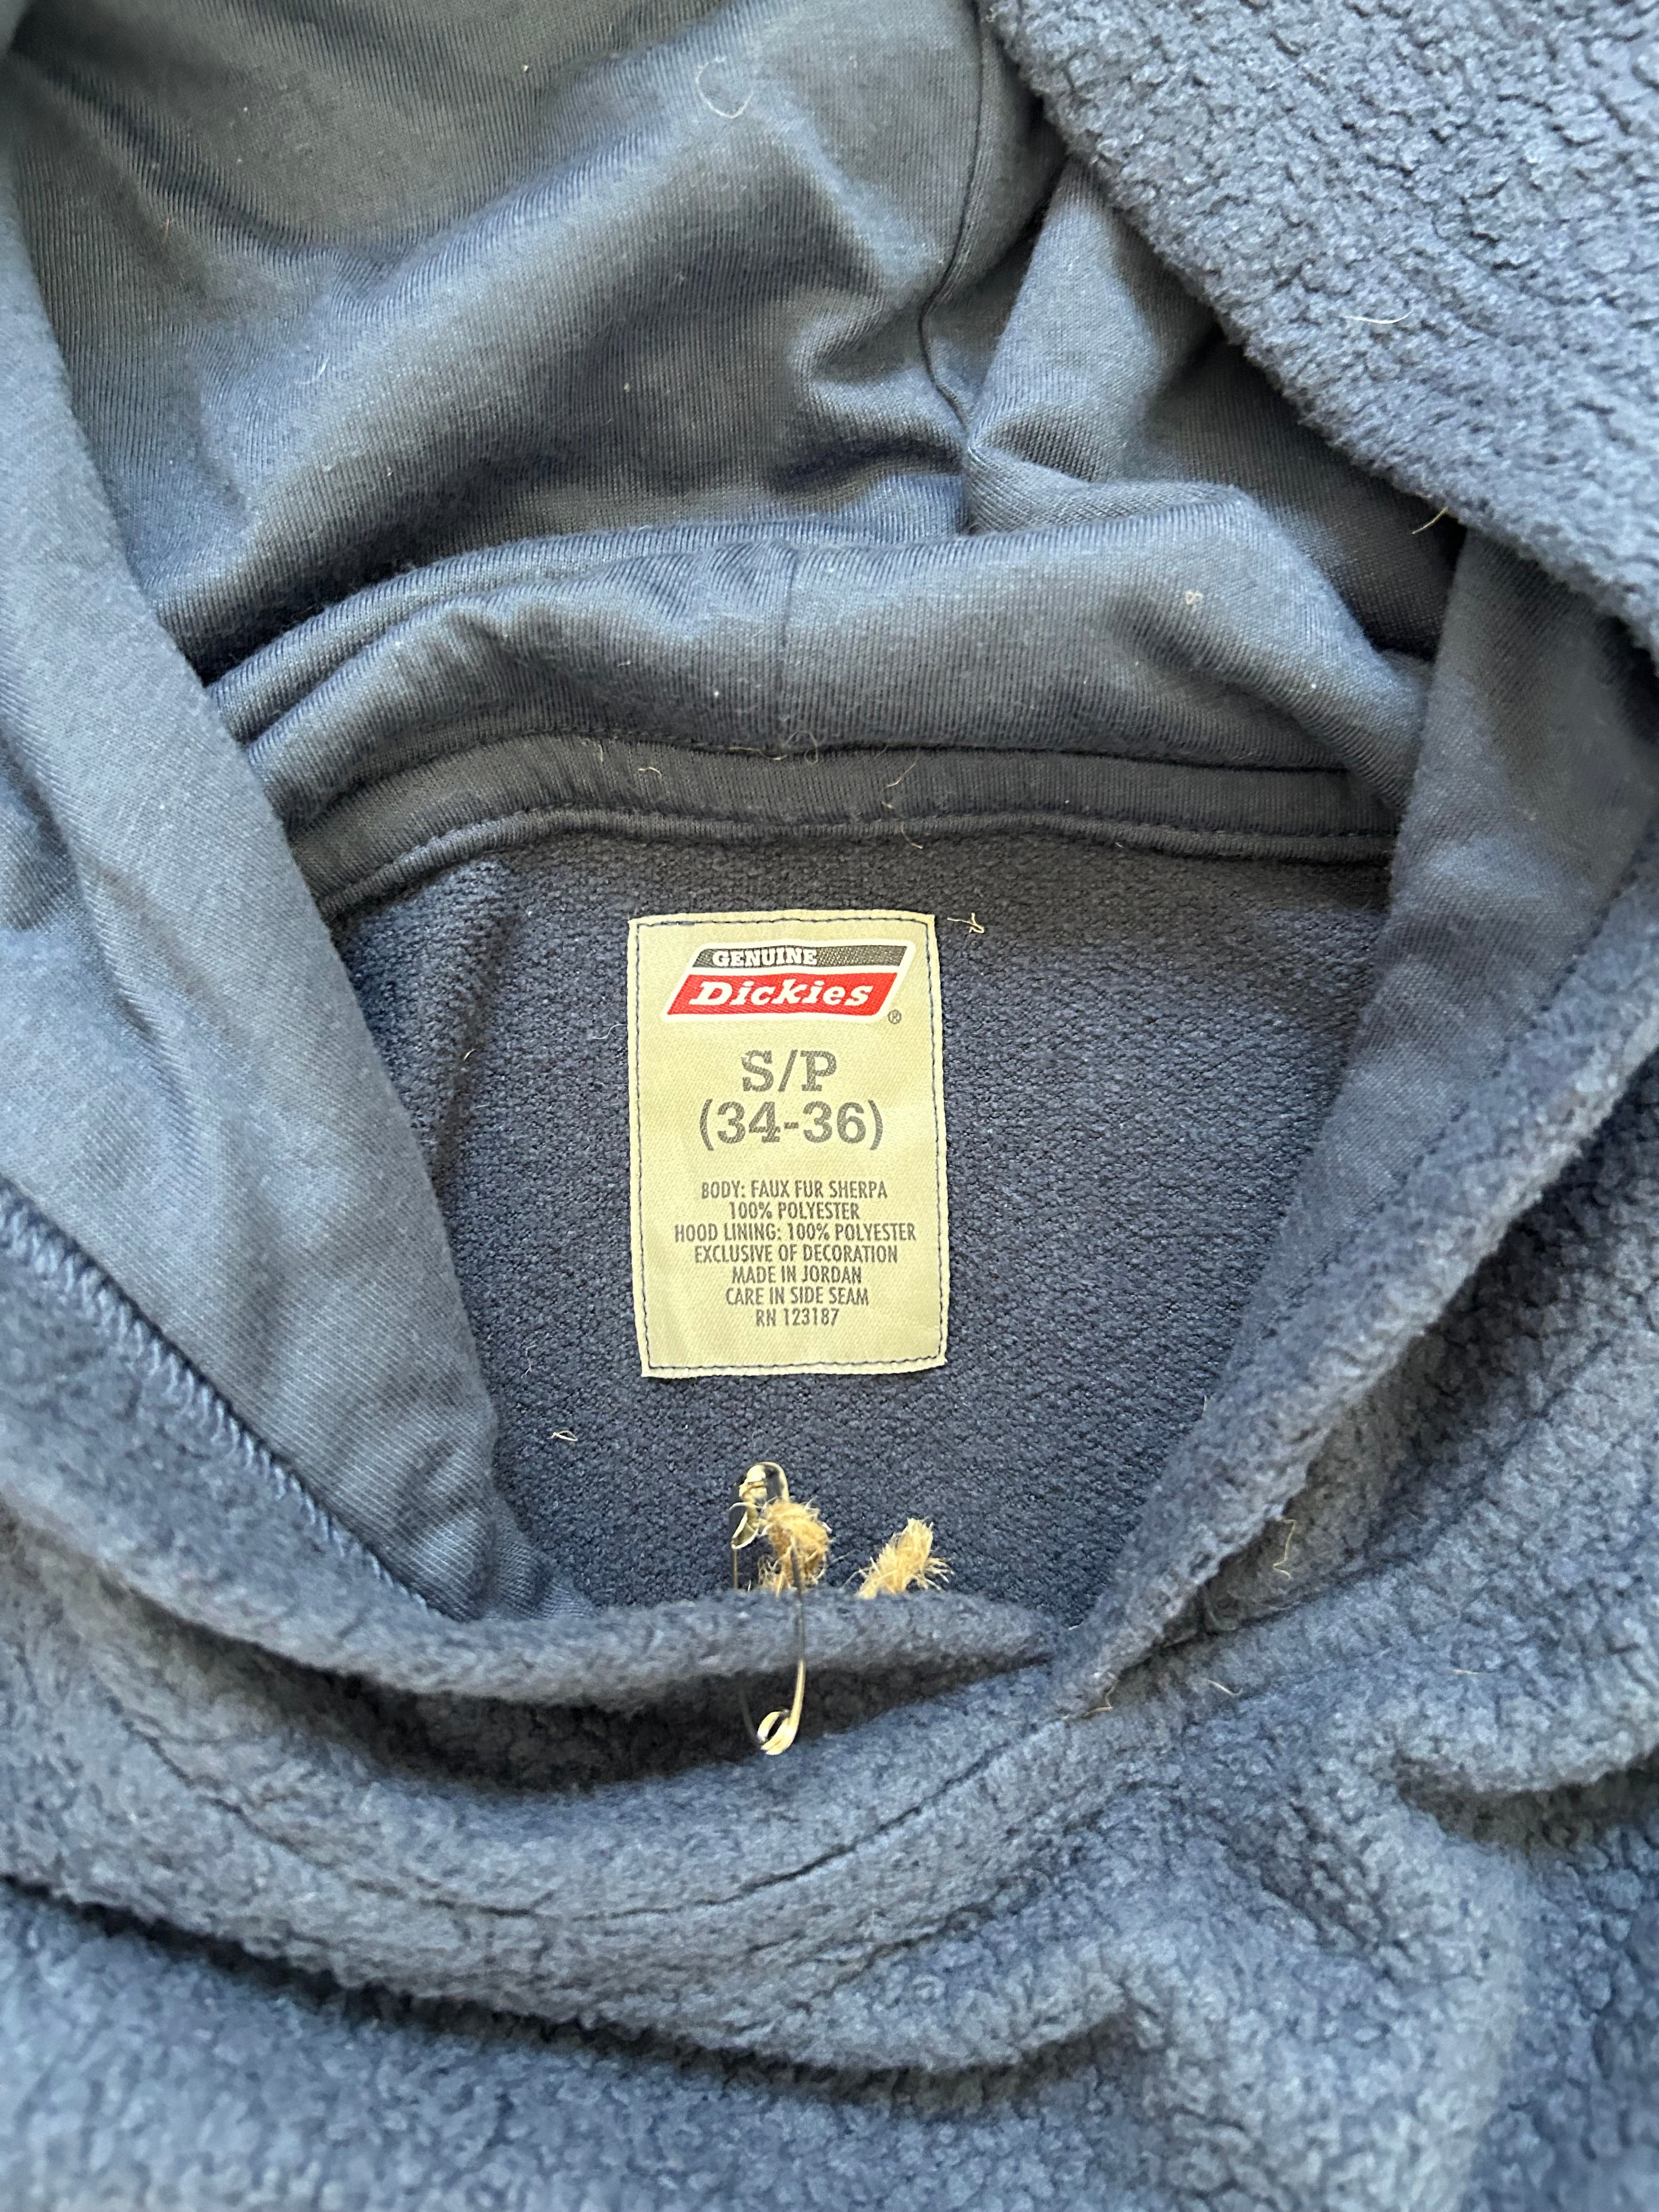 GENUINE
Dickies®
S/P
(34-36)
BODY: FAUX FUR SHERPA
100% POLYESTER
HOOD LINING: 100% POLYESTER
EXCLUSIVE OF DECORATION
MADE IN JORDAN
CARE IN SIDE SEAM
RN 123187